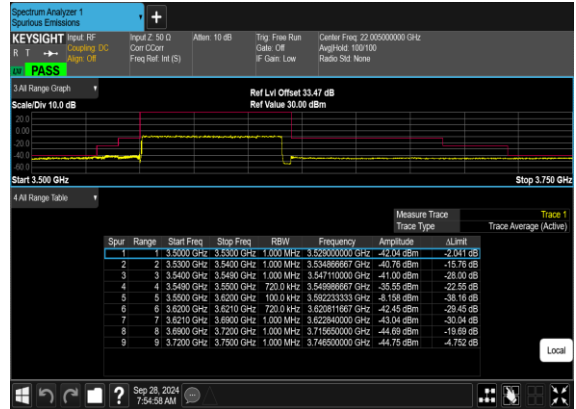 Spectrum Analyzer 1
Spurious Emissions
KEYSIGHT Input: RF Input Z: 50 Ω Atten: 10 dB Trig: Free Run Center Freq: 22.005000000 GHz
R T Coupling: DC Corr CCorr Gate: Off Avg|Hold: 100/100
Align: Off Freq Ref: Int (S) IF Gain: Low Radio Std: None
PASS
3 All Range Graph
Ref Lvl Offset 33.47 dB
Scale/Div 10.0 dB Ref Value 30.00 dBm
20.0
0.00
-20.0
-40.0
-60.0
Start 3.500 GHz Stop 3.750 GHz
4 All Range Table
Measure Trace Trace 1
Trace Type Trace Average (Active)
Spur Range Start Freq Stop Freq RBW Frequency Amplitude ΔLimit
1 1 3.5000 GHz 3.5300 GHz 1.000 MHz 3.529000000 GHz -42.04 dBm -2.041 dB
2 2 3.5300 GHz 3.5400 GHz 1.000 MHz 3.534866667 GHz -40.76 dBm -15.76 dB
3 3 3.5400 GHz 3.5490 GHz 1.000 MHz 3.547110000 GHz -41.00 dBm -28.00 dB
4 4 3.5490 GHz 3.5500 GHz 720.0 kHz 3.549986667 GHz -35.55 dBm -22.55 dB
5 5 3.5500 GHz 3.6200 GHz 100.0 kHz 3.592233333 GHz -8.158 dBm -38.16 dB
6 6 3.6200 GHz 3.6210 GHz 720.0 kHz 3.620811667 GHz -42.45 dBm -29.45 dB
7 7 3.6210 GHz 3.6900 GHz 1.000 MHz 3.622840000 GHz -43.04 dBm -30.04 dB
8 8 3.6900 GHz 3.7200 GHz 1.000 MHz 3.715650000 GHz -44.69 dBm -19.69 dB
9 9 3.7200 GHz 3.7500 GHz 1.000 MHz 3.746500000 GHz -44.75 dBm -4.752 dB
Local
? Sep 28, 2024
7:54:58 AM